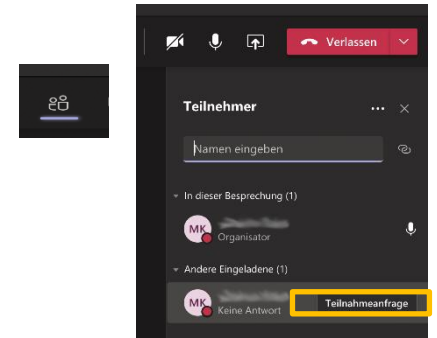 Verlassen
Teilnehmer
Namen eingeben
In dieser Besprechung (1)
MK
Organisator
Andere Eingeladene (1)
MK
Keine Antwort
Teilnahmeanfrage